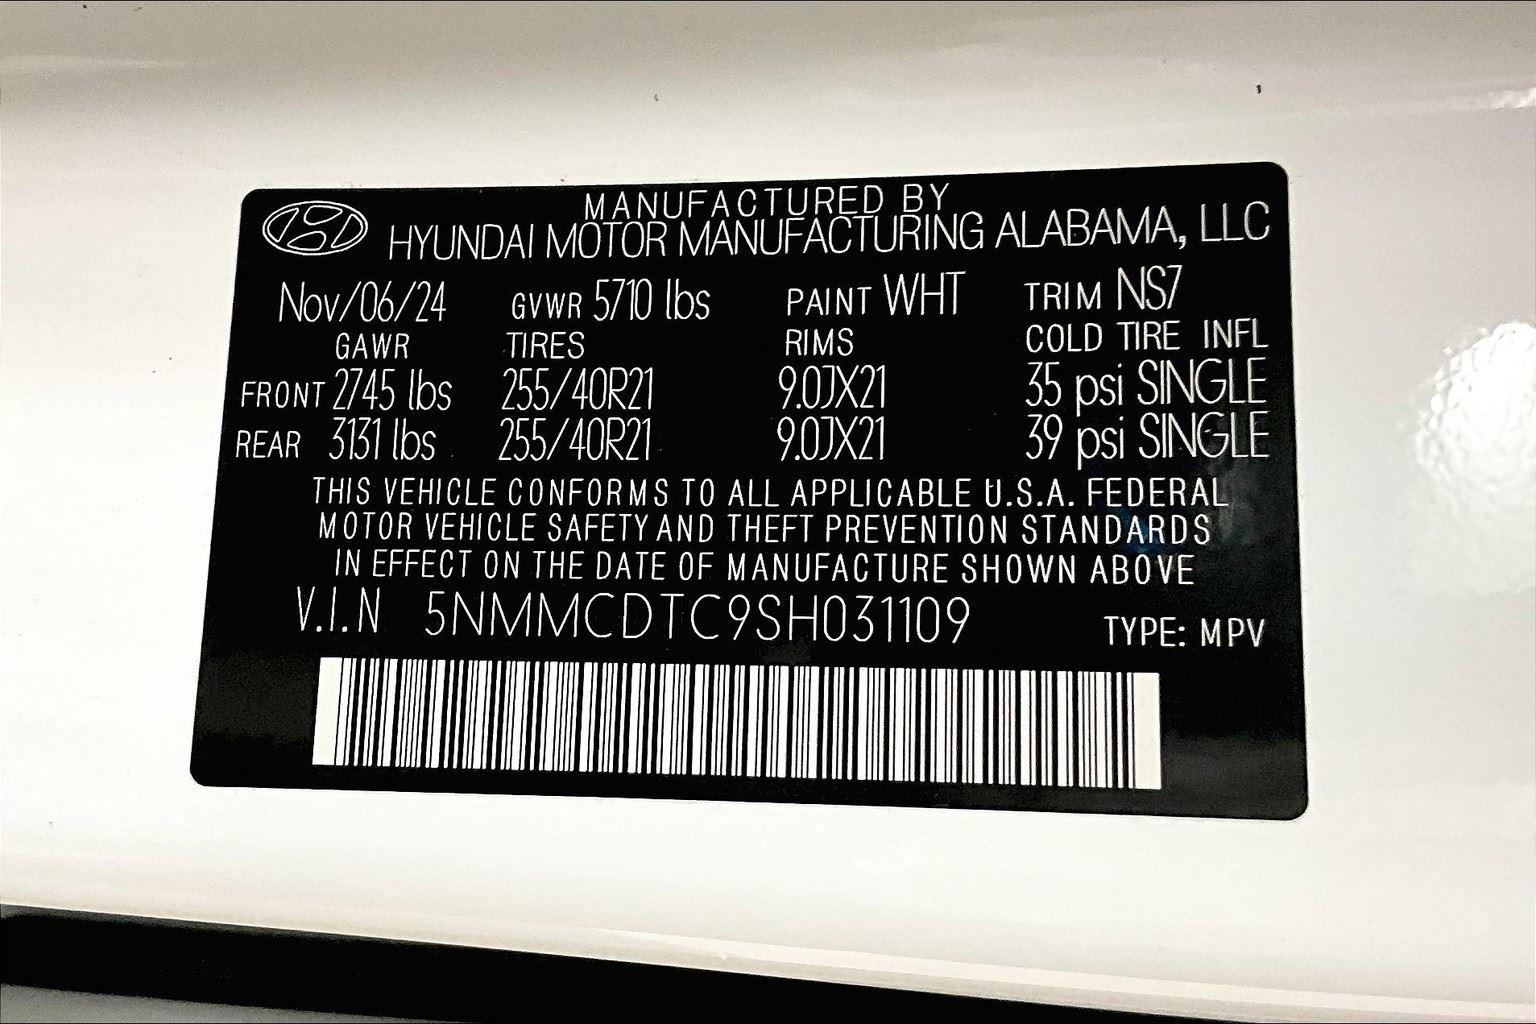 MANUFACTURED BY
HYUNDAI MOTOR MANUFACTURING ALABAMA, LLC
Nov/06/24 GVWR 5710 lbs PAINT WHT TRIM NS7
GAWR TIRES RIMS COLD TIRE INFL
FRONT 2745 lbs 255/40R21 9.0JX21 35 psi SINGLE
REAR 3131 lbs 255/40R21 9.0JX21 39 psi SINGLE
THIS VEHICLE CONFORMS TO ALL APPLICABLE U.S.A. FEDERAL
MOTOR VEHICLE SAFETY AND THEFT PREVENTION STANDARDS
IN EFFECT ON THE DATE OF MANUFACTURE SHOWN ABOVE
V.I.N 5NMMCDTC9SH031109 TYPE: MPV